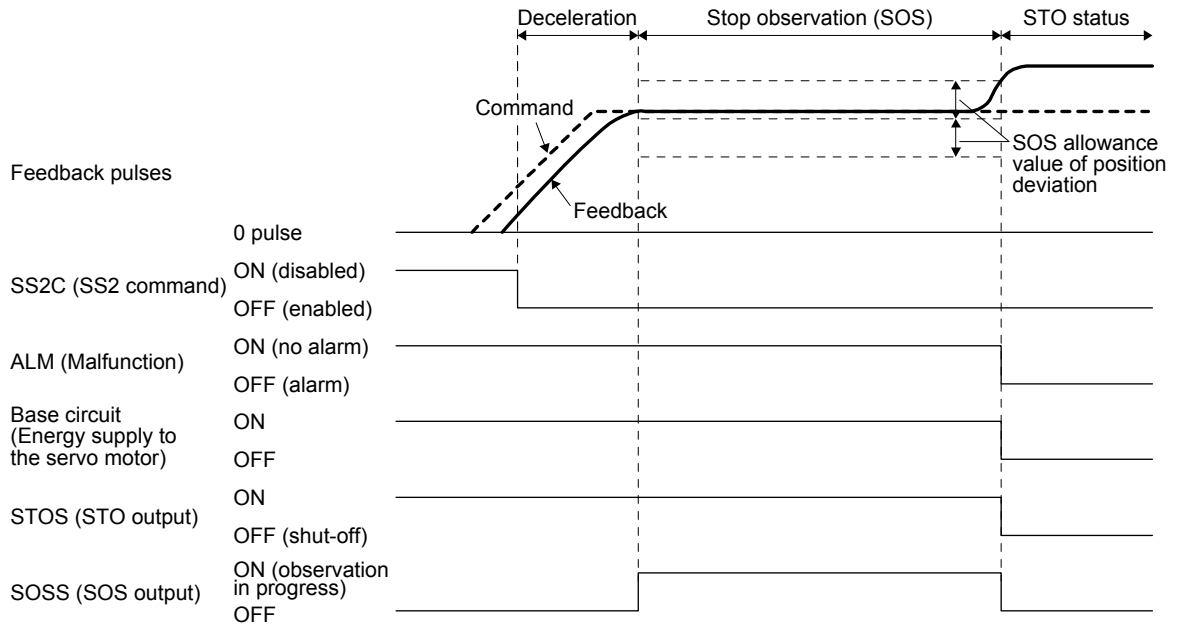 Deceleration
Stop observation (SOS)
STO status
Command
SOS allowance
value of position
deviation
Feedback pulses
Feedback
0 pulse
SS2C (SS2 command)
ON (disabled)
OFF (enabled)
ALM (Malfunction)
ON (no alarm)
OFF (alarm)
Base circuit
(Energy supply to
the servo motor)
ON
OFF
STOS (STO output)
ON
OFF (shut-off)
SOSS (SOS output)
ON (observation
in progress)
OFF